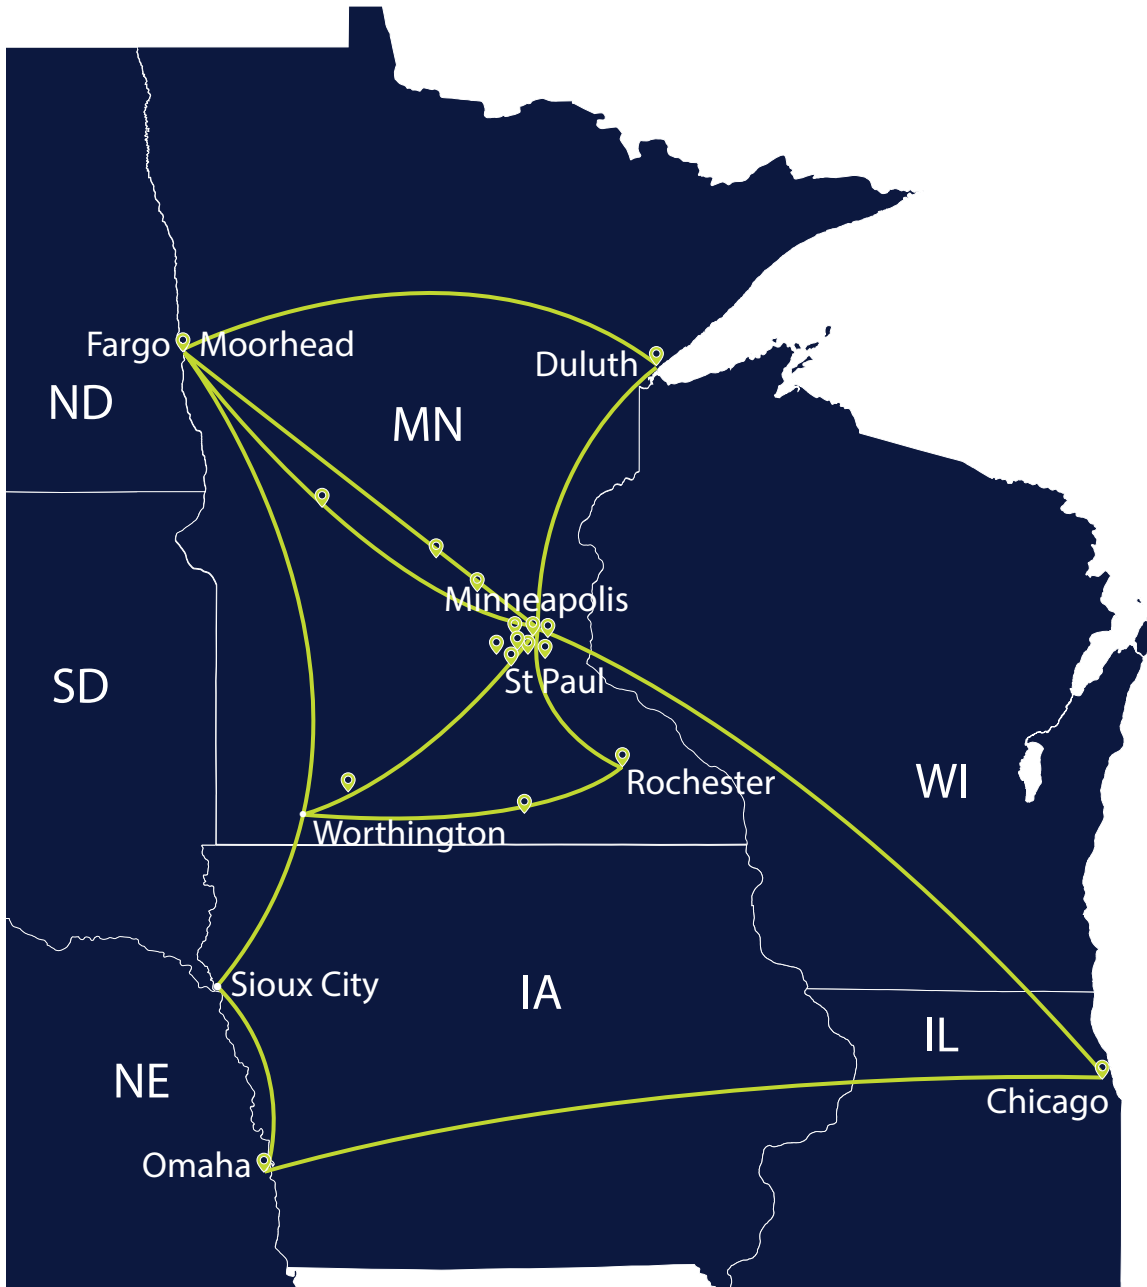 Fargo
Moorhead
Duluth
ND
MN
Minneapolis
St Paul
SD
Rochester
WI
Worthington
Sioux City
IA
IL
NE
Chicago
Omaha